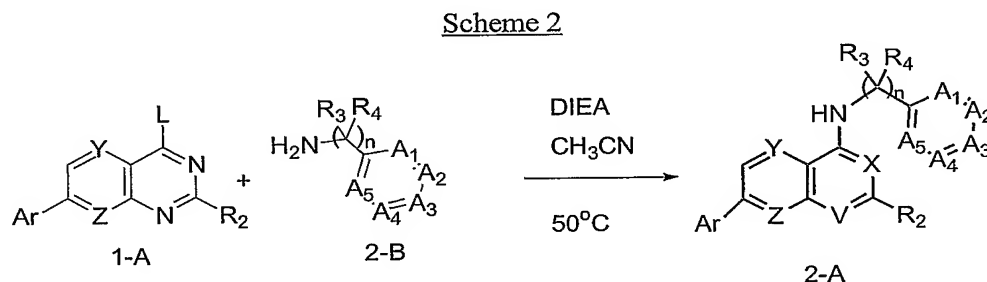 Scheme 2
L
Y
N
Ar
Z
N
R2
1-A
+
R3 R4
H2N
( )n
A1
A2
A3
A4
A5
2-B
DIEA
CH3CN
50°C
R3 R4
( )n
HN
A1
A2
A3
A4
A5
Y
X
Ar
Z
V
R2
2-A